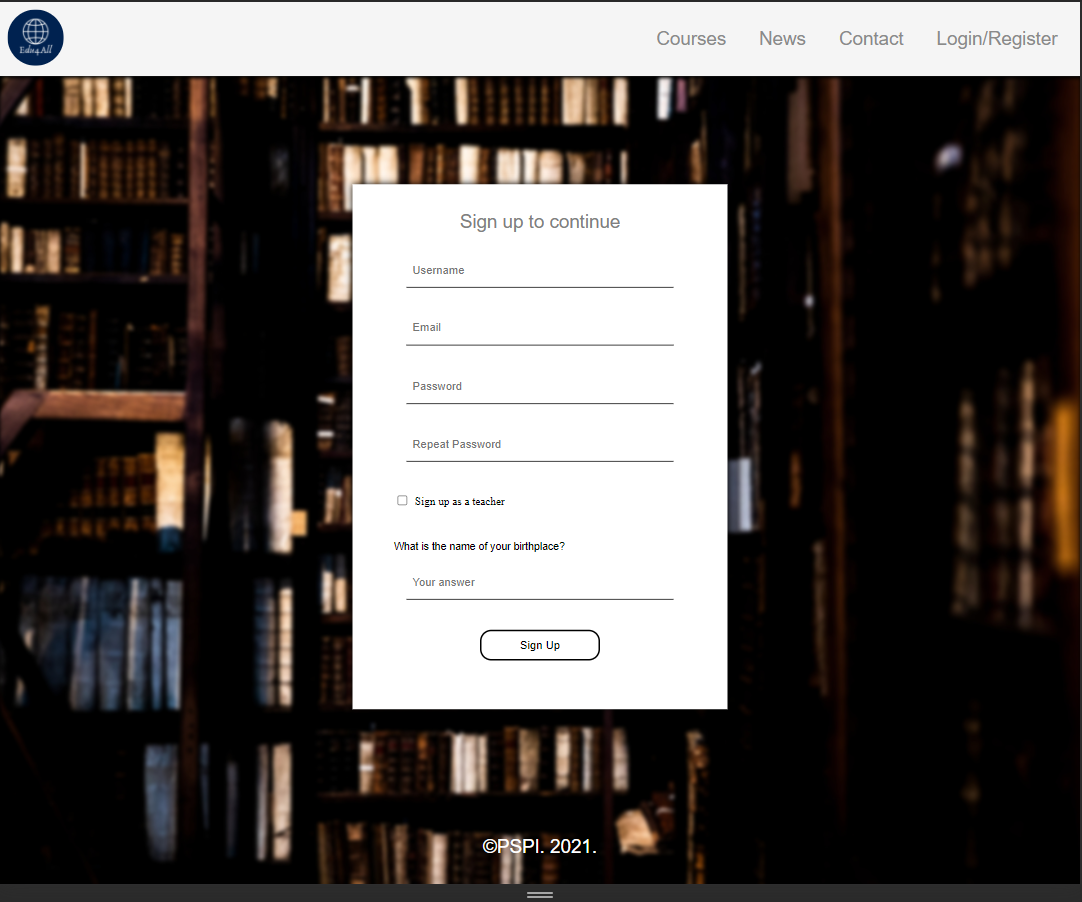 Edu4All
Courses News Contact Login/Register
Sign up to continue
Username
Email
Password
Repeat Password
Sign up as a teacher
What is the name of your birthplace?
Your answer
Sign Up
©PSPI. 2021.